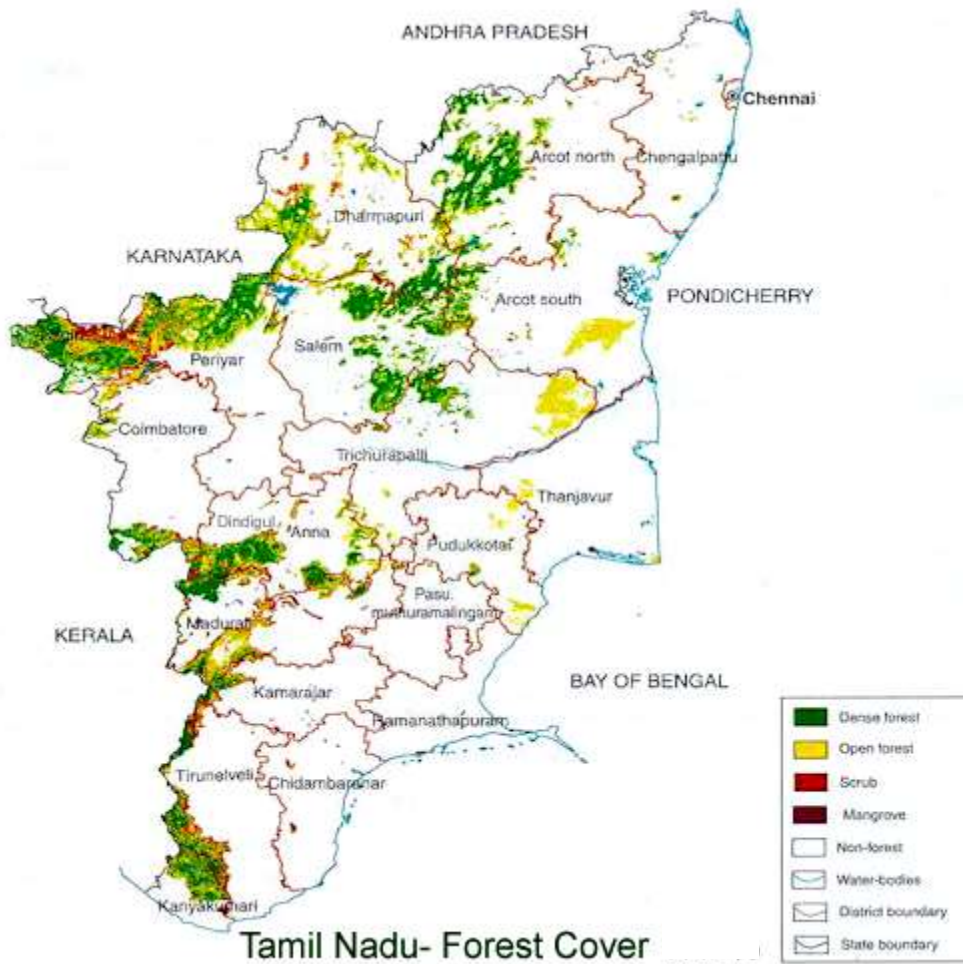 ANDHRA PRADESH
Chennai
Arcot north
Chengalpattu
Dharmapuri
KARNATAKA
Arcot south
PONDICHERRY
Salem
Periyar
Coimbatore
Trichurapalli
Thanjavur
Dindigul
Anna
Pudukkotai
Pasu.
muthuramalingam
Madurai
KERALA
BAY OF BENGAL
Kamarajar
Ramanathapuram
Tirunelveli
Chidambaranar
Kanyakumari
Dense forest
Open forest
Scrub
Mangrove
Non-forest
Water-bodies
District boundary
State boundary
Tamil Nadu- Forest Cover